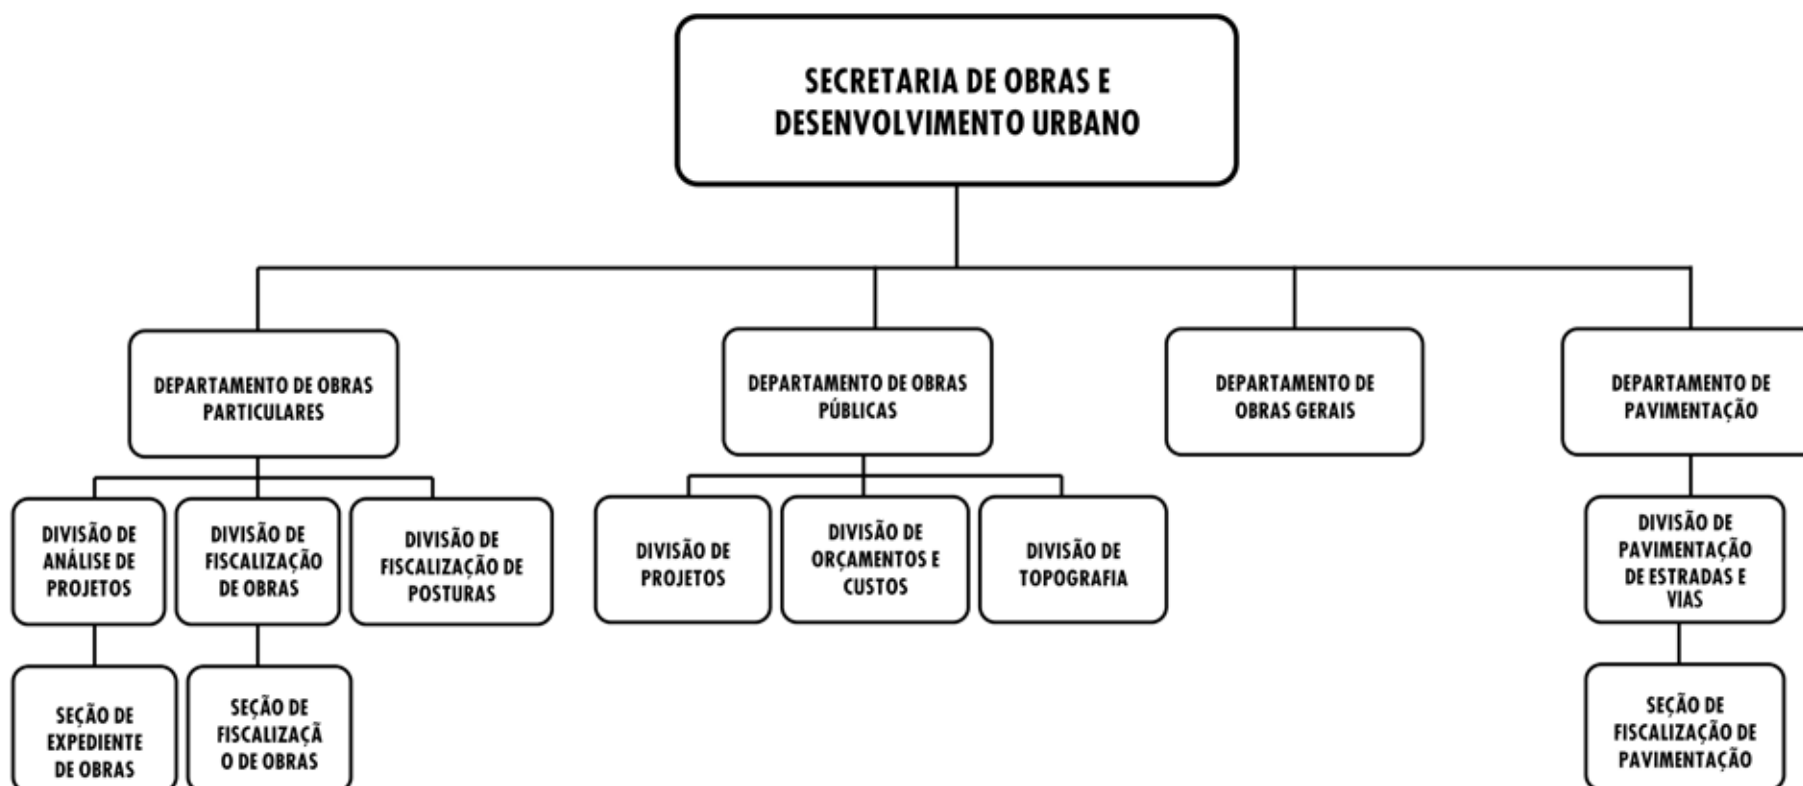 SECRETARIA DE OBRAS E
DESENVOLVIMENTO URBANO
DEPARTAMENTO DE OBRAS
PARTICULARES
DEPARTAMENTO DE OBRAS
PÚBLICAS
DEPARTAMENTO DE
OBRAS GERAIS
DEPARTAMENTO DE
PAVIMENTAÇÃO
DIVISÃO DE
ANÁLISE DE
PROJETOS
DIVISÃO DE
FISCALIZAÇÃO
DE OBRAS
DIVISÃO DE
FISCALIZAÇÃO DE
POSTURAS
DIVISÃO DE
PROJETOS
DIVISÃO DE
ORÇAMENTOS E
CUSTOS
DIVISÃO DE
TOPOGRAFIA
DIVISÃO DE
PAVIMENTAÇÃO
DE ESTRADAS E
VIAS
SEÇÃO DE
EXPEDIENTE
DE OBRAS
SEÇÃO DE
FISCALIZAÇÃ
O DE OBRAS
SEÇÃO DE
FISCALIZAÇÃO DE
PAVIMENTAÇÃO